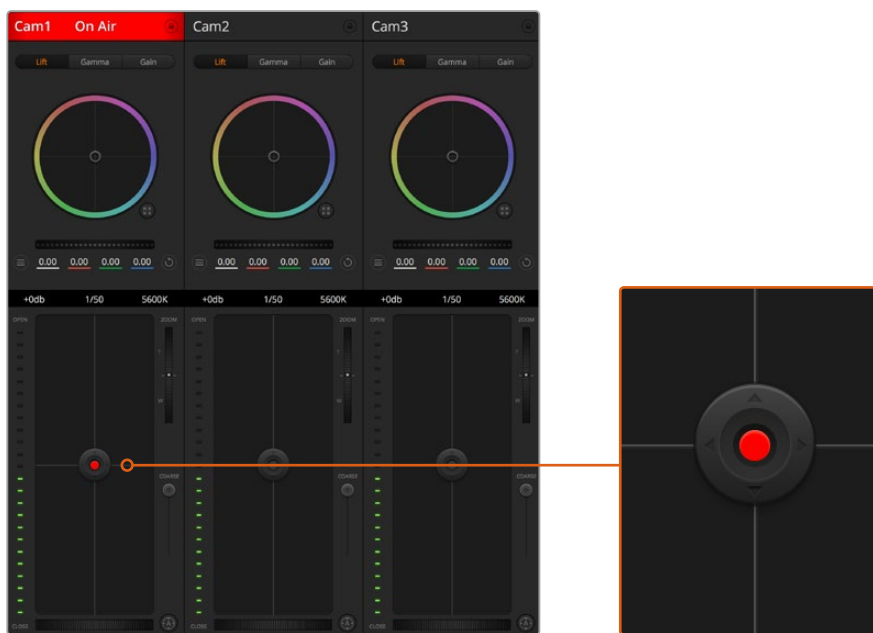 Cam1 On Air Cam2 Cam3
Lift Gamma Gain Lift Gamma Gain Lift Gamma Gain
0.00 0.00 0.00 0.00 0.00 0.00 0.00 0.00 0.00 0.00 0.00 0.00
+0db 1/50 5600K +0db 1/50 5600K +0db 1/50 5600K
OPEN ZOOM OPEN ZOOM OPEN ZOOM
T T T
W W W
COARSE COARSE COARSE
CLOSE A CLOSE A CLOSE A